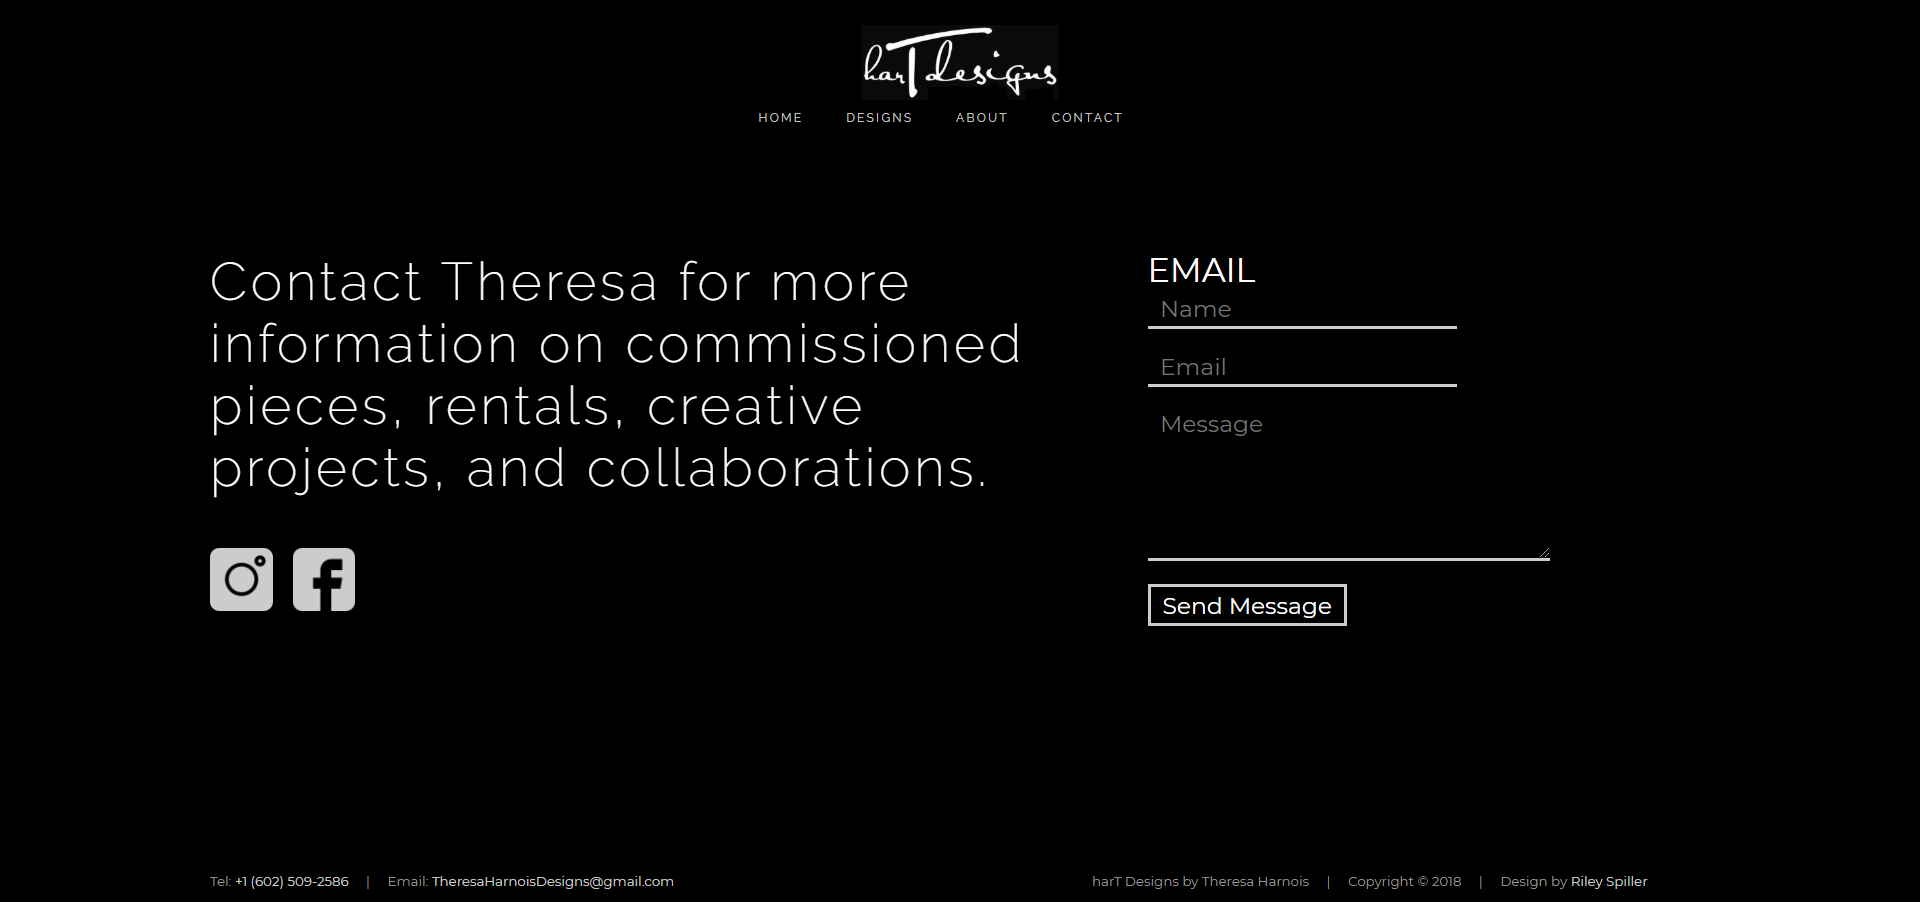 harT designs
HOME DESIGNS ABOUT CONTACT
Contact Theresa for more
information on commissioned
pieces, rentals, creative
projects, and collaborations.
EMAIL
Name
Email
Message
Send Message
Tel: +1 (602) 509-2586 | Email: TheresaHarnoisDesigns@gmail.com
harT Designs by Theresa Harnois | Copyright © 2018 | Design by Riley Spiller